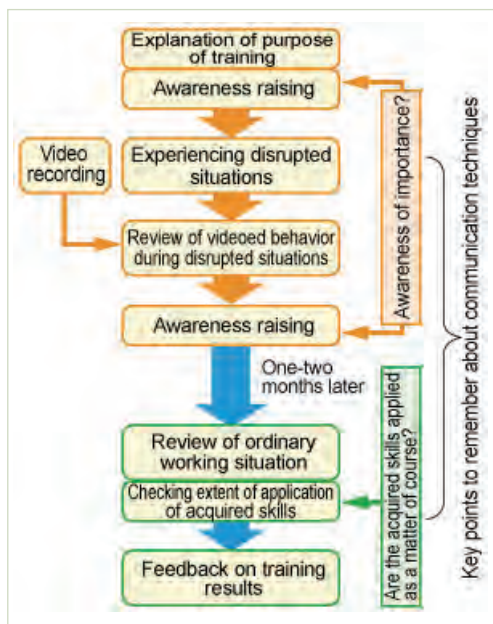 Explanation of purpose
of training
Awareness raising
Video
recording
Experiencing disrupted
situations
Review of videoed behavior
during disrupted situations
Awareness raising
One-two
months later
Review of ordinary
working situation
Checking extent of application
of acquired skills
Feedback on training
results
Awareness of importance?
Are the acquired skills applied
as a matter of course?
Key points to remember about communication techniques